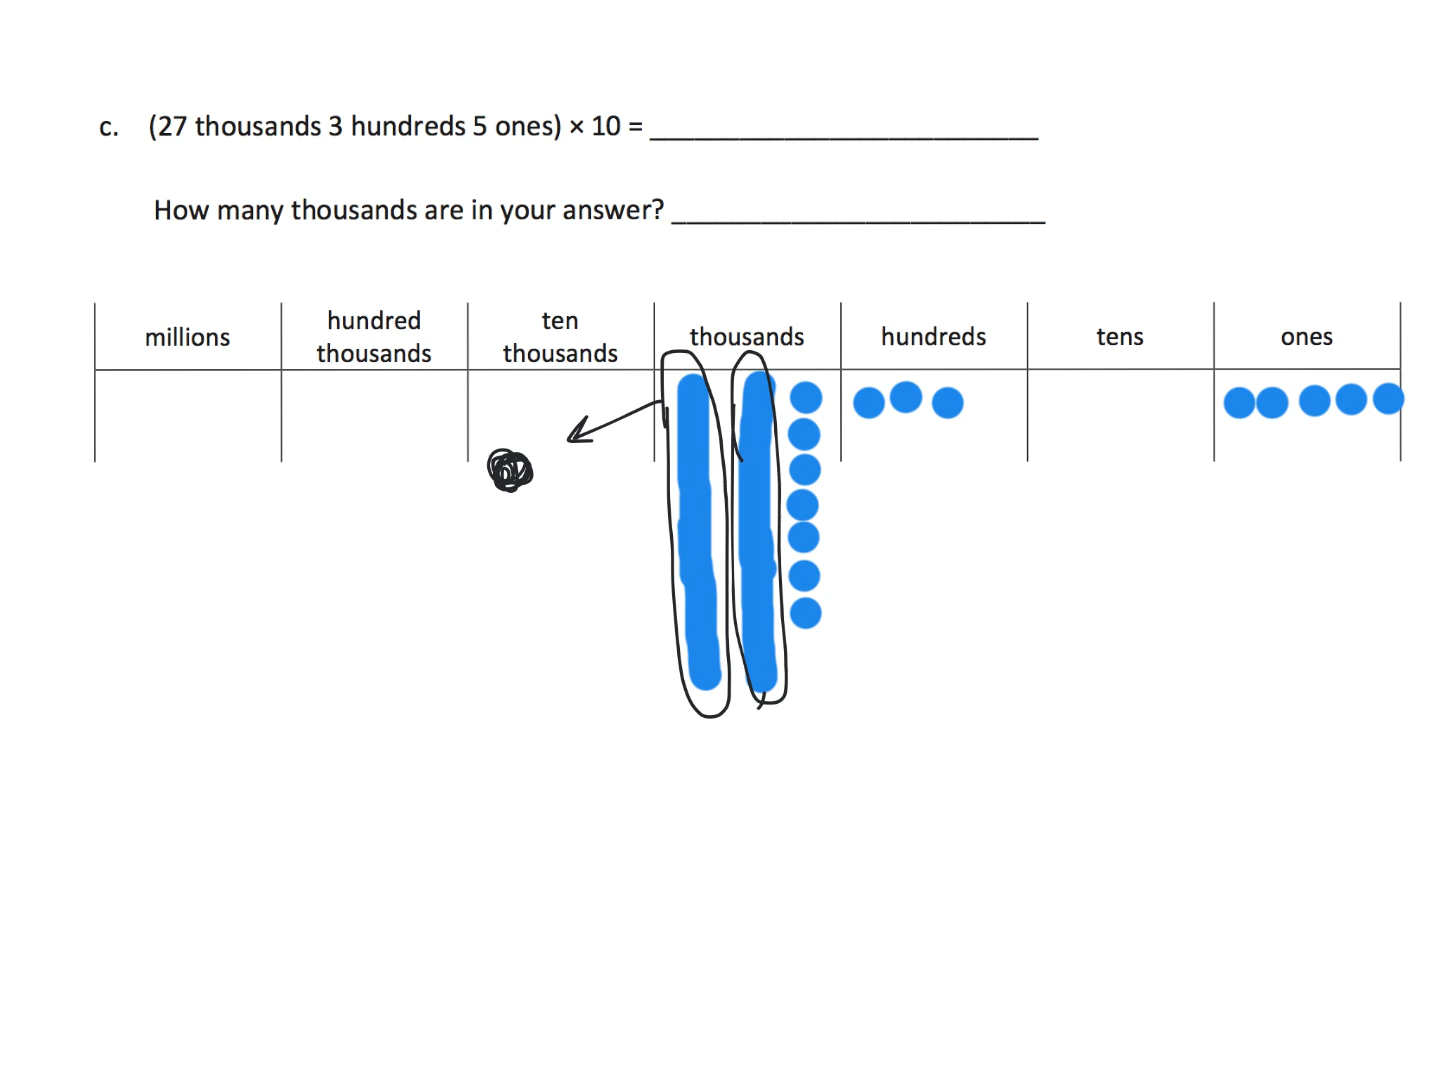 c. (27 thousands 3 hundreds 5 ones) × 10 = ____________________________
How many thousands are in your answer? ___________________________
millions hundred thousands ten thousands thousands hundreds tens ones